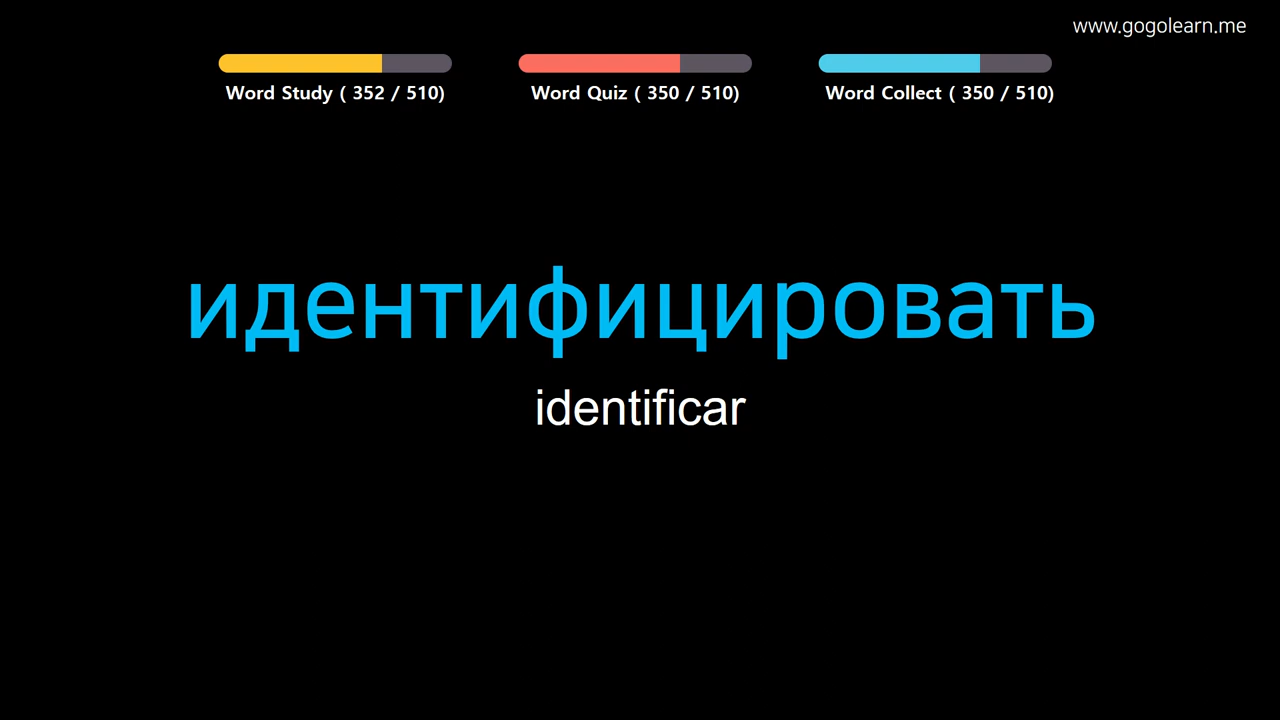 www.gogolearn.me
Word Study ( 352 / 510)
Word Quiz ( 350 / 510)
Word Collect ( 350 / 510)
идентифицировать
identificar